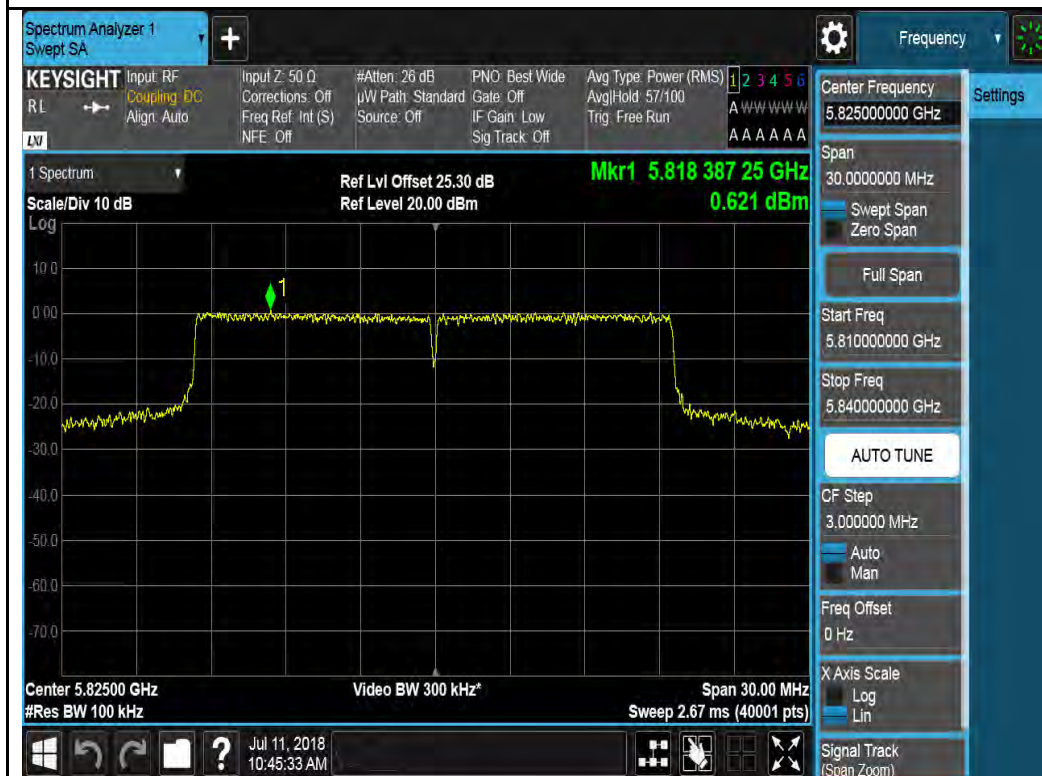 Spectrum Analyzer 1
Swept SA
Frequency
KEYSIGHT
R L
LXI
Input: RF
Coupling: DC
Align: Auto
Input Z: 50 Ω
Corrections: Off
Freq Ref: Int (S)
NFE: Off
#Atten: 26 dB
µW Path: Standard
Source: Off
PNO: Best Wide
Gate: Off
IF Gain: Low
Sig Track: Off
Avg Type: Power (RMS)
Avg|Hold: 57/100
Trig: Free Run
1 2 3 4 5 6
A W W W W W
A A A A A A
1 Spectrum
Scale/Div 10 dB
Ref Lvl Offset 25.30 dB
Ref Level 20.00 dBm
Mkr1 5.818 387 25 GHz
0.621 dBm
Log
10.0
0.00
-10.0
-20.0
-30.0
-40.0
-50.0
-60.0
-70.0
1
Center 5.82500 GHz
#Res BW 100 kHz
Video BW 300 kHz*
Span 30.00 MHz
Sweep 2.67 ms (40001 pts)
?
Jul 11, 2018
10:45:33 AM
Center Frequency
5.825000000 GHz
Settings
Span
30.0000000 MHz
Swept Span
Zero Span
Full Span
Start Freq
5.810000000 GHz
Stop Freq
5.840000000 GHz
AUTO TUNE
CF Step
3.000000 MHz
Auto
Man
Freq Offset
0 Hz
X Axis Scale
Log
Lin
Signal Track
(Span Zoom)